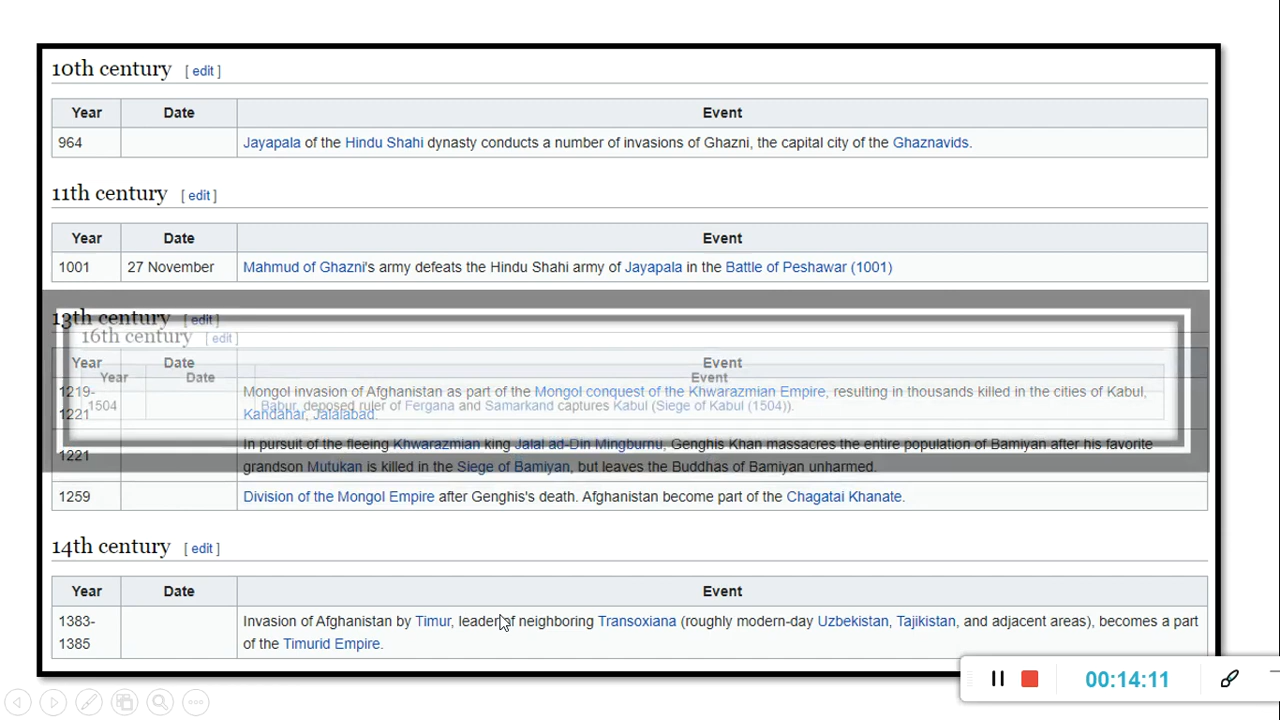 10th century [ edit ]
Year Date Event
964 Jayapala of the Hindu Shahi dynasty conducts a number of invasions of Ghazni, the capital city of the Ghaznavids.
11th century [ edit ]
Year Date Event
1001 27 November Mahmud of Ghazni's army defeats the Hindu Shahi army of Jayapala in the Battle of Peshawar (1001)
13th century [ edit ]
16th century [ edit ]
Year Date Event
Year Date Event
1219-
1221
Mongol invasion of Afghanistan as part of the Mongol conquest of the Khwarazmian Empire, resulting in thousands killed in the cities of Kabul,
Kandahar, Jalalabad.
1504 Babur, deposed ruler of Fergana and Samarkand captures Kabul (Siege of Kabul (1504)).
1221
In pursuit of the fleeing Khwarazmian king Jalal ad-Din Mingburnu, Genghis Khan massacres the entire population of Bamiyan after his favorite
grandson Mutukan is killed in the Siege of Bamiyan, but leaves the Buddhas of Bamiyan unharmed.
1259 Division of the Mongol Empire after Genghis's death. Afghanistan become part of the Chagatai Khanate.
14th century [ edit ]
Year Date Event
1383-
1385
Invasion of Afghanistan by Timur, leader of neighboring Transoxiana (roughly modern-day Uzbekistan, Tajikistan, and adjacent areas), becomes a part
of the Timurid Empire.
00:14:11